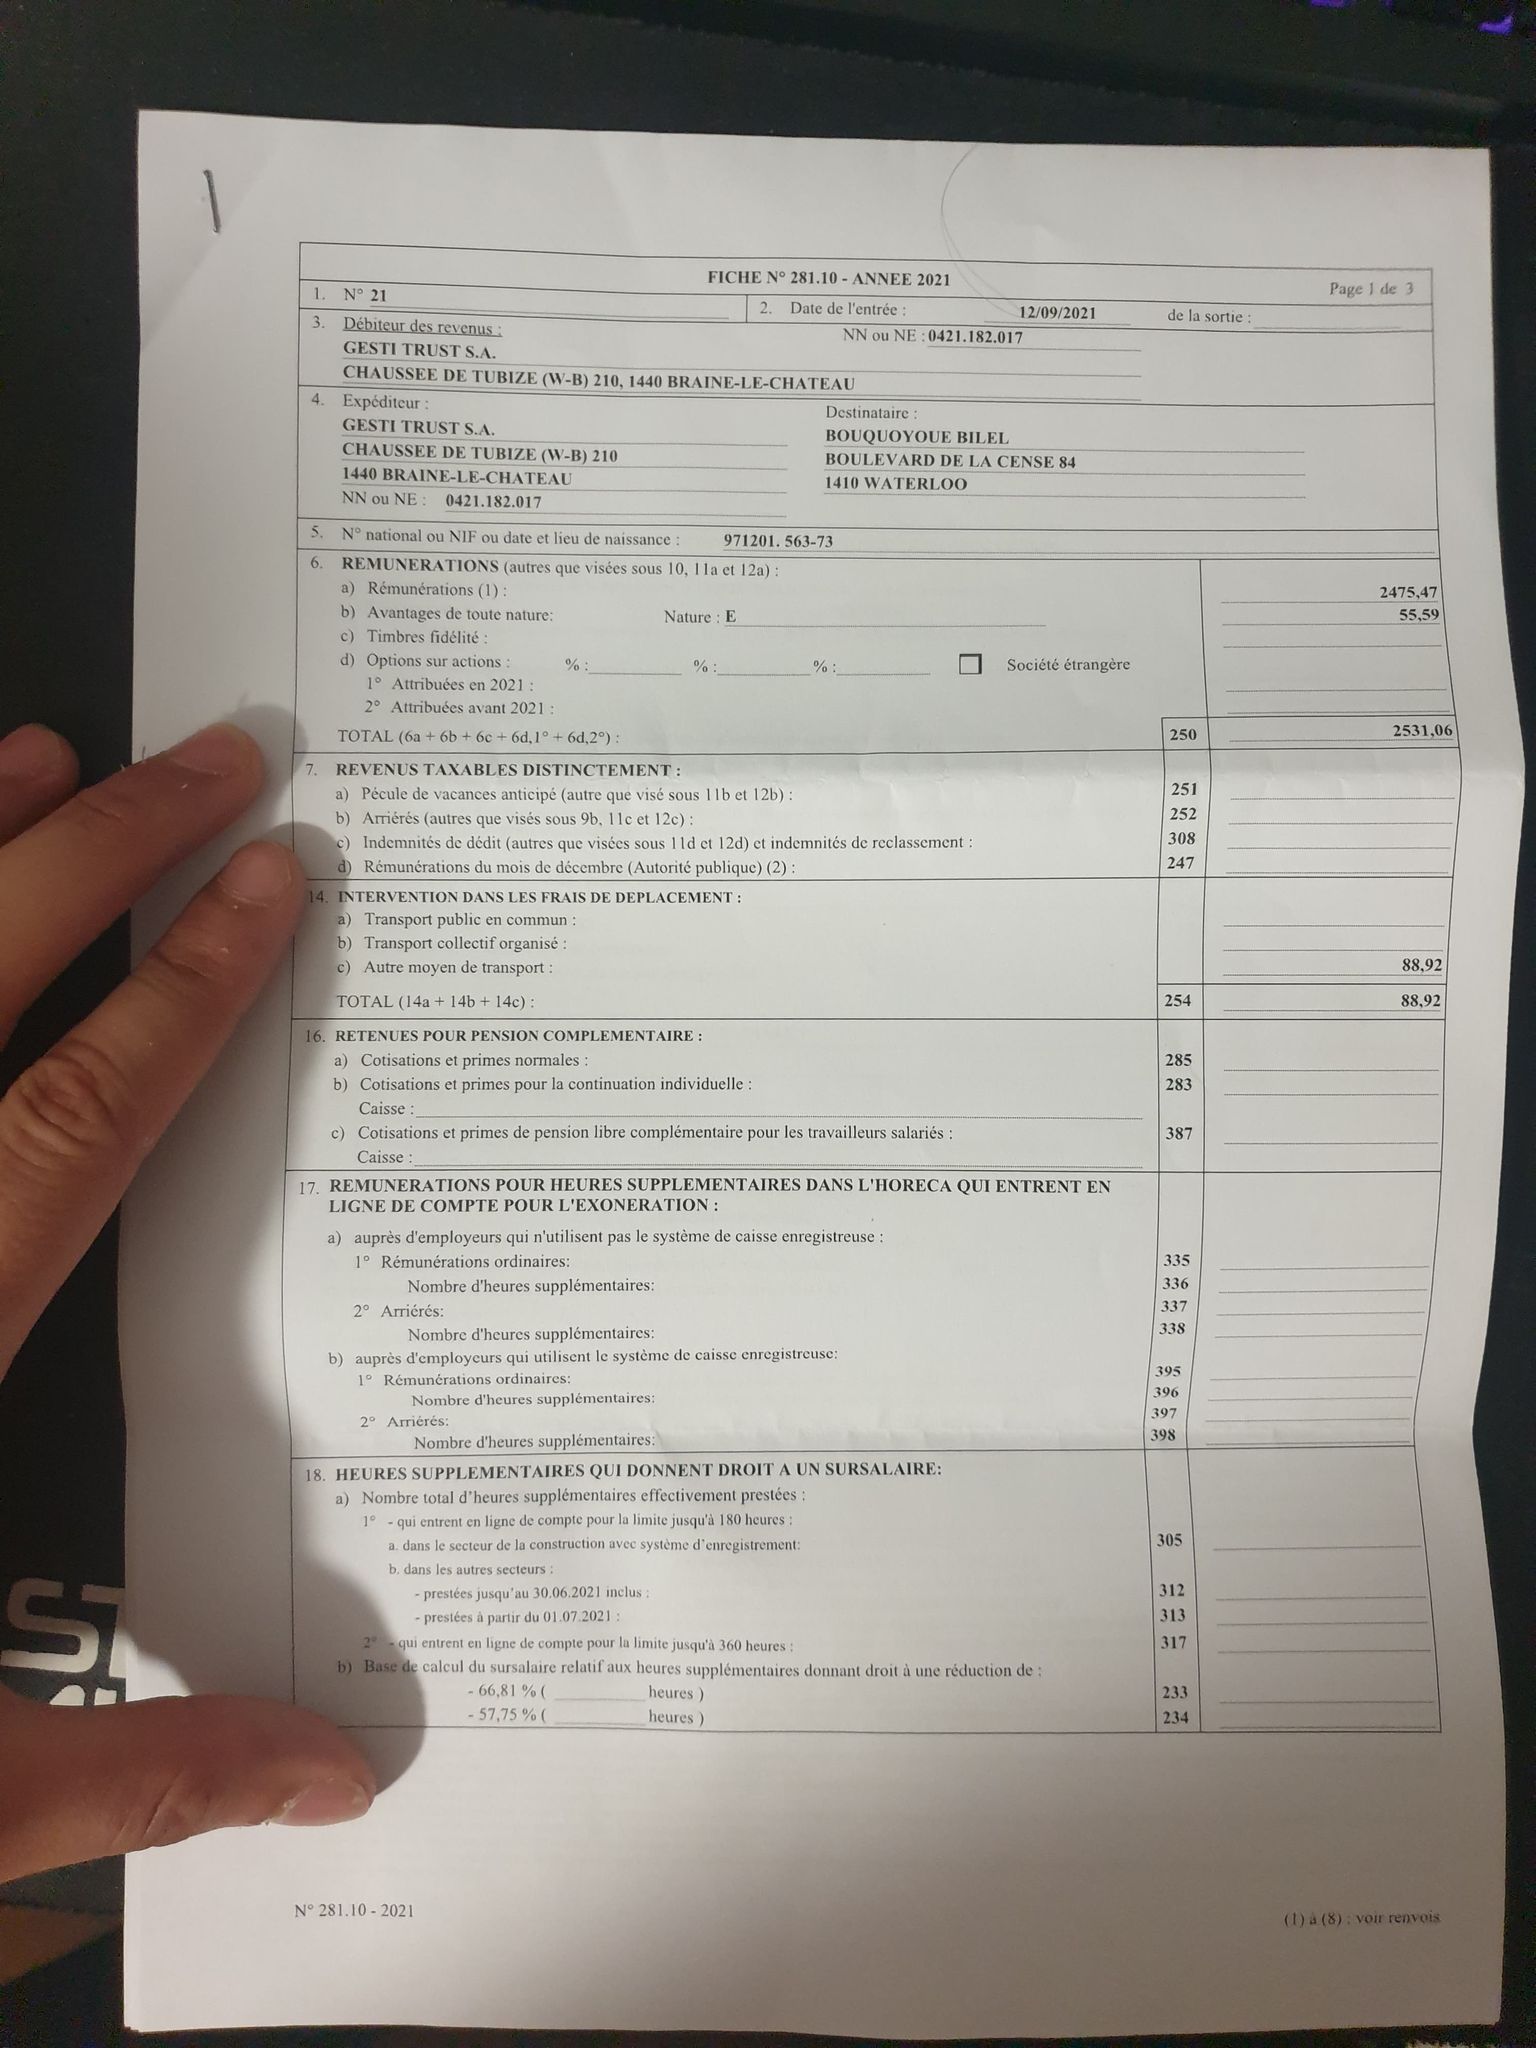 FICHE N° 281.10 - ANNEE 2021
Page 1 de 3
1. N° 21
2. Date de l'entrée : 12/09/2021 de la sortie :
3. Débiteur des revenus : NN ou NE : 0421.182.017
GESTI TRUST S.A.
CHAUSSEE DE TUBIZE (W-B) 210, 1440 BRAINE-LE-CHATEAU
4. Expéditeur :
GESTI TRUST S.A.
CHAUSSEE DE TUBIZE (W-B) 210
1440 BRAINE-LE-CHATEAU
NN ou NE : 0421.182.017
Destinataire :
BOUQUOYOUE BILEL
BOULEVARD DE LA CENSE 84
1410 WATERLOO
5. N° national ou NIF ou date et lieu de naissance : 971201. 563-73
6. REMUNERATIONS (autres que visées sous 10, 11a et 12a) :
a) Rémunérations (1) : 2475,47
b) Avantages de toute nature: Nature : E 55,59
c) Timbres fidélité :
d) Options sur actions : % : % : % : Société étrangère
1° Attribuées en 2021 :
2° Attribuées avant 2021 :
TOTAL (6a + 6b + 6c + 6d,1° + 6d,2°) : 250 2531,06
7. REVENUS TAXABLES DISTINCTEMENT :
a) Pécule de vacances anticipé (autre que visé sous 11b et 12b) : 251
b) Arriérés (autres que visés sous 9b, 11c et 12c) : 252
c) Indemnités de dédit (autres que visées sous 11d et 12d) et indemnités de reclassement : 308
d) Rémunérations du mois de décembre (Autorité publique) (2) : 247
14. INTERVENTION DANS LES FRAIS DE DEPLACEMENT :
a) Transport public en commun :
b) Transport collectif organisé :
c) Autre moyen de transport : 88,92
TOTAL (14a + 14b + 14c) : 254 88,92
16. RETENUES POUR PENSION COMPLEMENTAIRE :
a) Cotisations et primes normales : 285
b) Cotisations et primes pour la continuation individuelle : 283
Caisse :
c) Cotisations et primes de pension libre complémentaire pour les travailleurs salariés : 387
Caisse :
17. REMUNERATIONS POUR HEURES SUPPLEMENTAIRES DANS L'HORECA QUI ENTRENT EN
LIGNE DE COMPTE POUR L'EXONERATION :
a) auprès d'employeurs qui n'utilisent pas le système de caisse enregistreuse :
1° Rémunérations ordinaires: 335
Nombre d'heures supplémentaires: 336
2° Arriérés: 337
Nombre d'heures supplémentaires: 338
b) auprès d'employeurs qui utilisent le système de caisse enregistreuse:
1° Rémunérations ordinaires: 395
Nombre d'heures supplémentaires: 396
2° Arriérés: 397
Nombre d'heures supplémentaires: 398
18. HEURES SUPPLEMENTAIRES QUI DONNENT DROIT A UN SURSALAIRE:
a) Nombre total d'heures supplémentaires effectivement prestées :
1° - qui entrent en ligne de compte pour la limite jusqu'à 180 heures :
a. dans le secteur de la construction avec système d'enregistrement: 305
b. dans les autres secteurs :
- prestées jusqu'au 30.06.2021 inclus : 312
- prestées à partir du 01.07.2021 : 313
2° - qui entrent en ligne de compte pour la limite jusqu'à 360 heures : 317
b) Base de calcul du sursalaire relatif aux heures supplémentaires donnant droit à une réduction de :
- 66,81 % ( heures ) 233
- 57,75 % ( heures ) 234
N° 281.10 - 2021
(1) à (8) : voir renvois